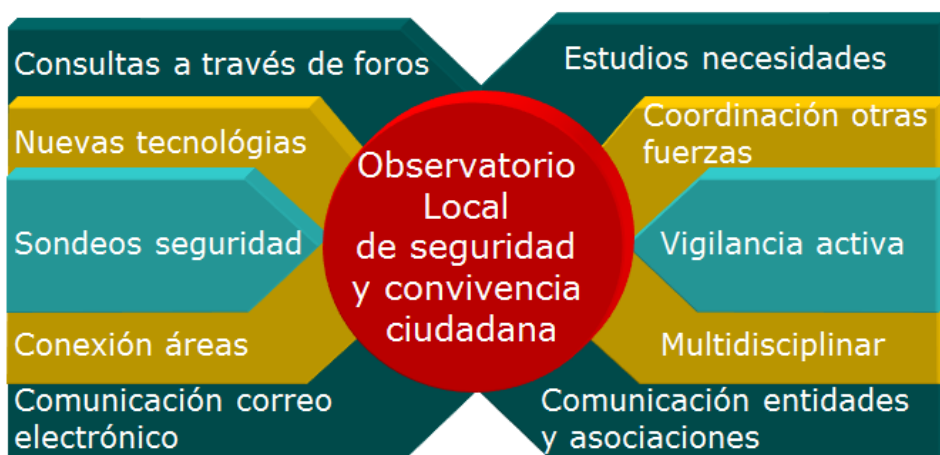 Consultas a través de foros
Nuevas tecnológias
Sondeos seguridad
Conexión áreas
Comunicación correo
electrónico
Observatorio
Local
de seguridad
y convivencia
ciudadana
Estudios necesidades
Coordinación otras
fuerzas
Vigilancia activa
Multidisciplinar
Comunicación entidades
y asociaciones